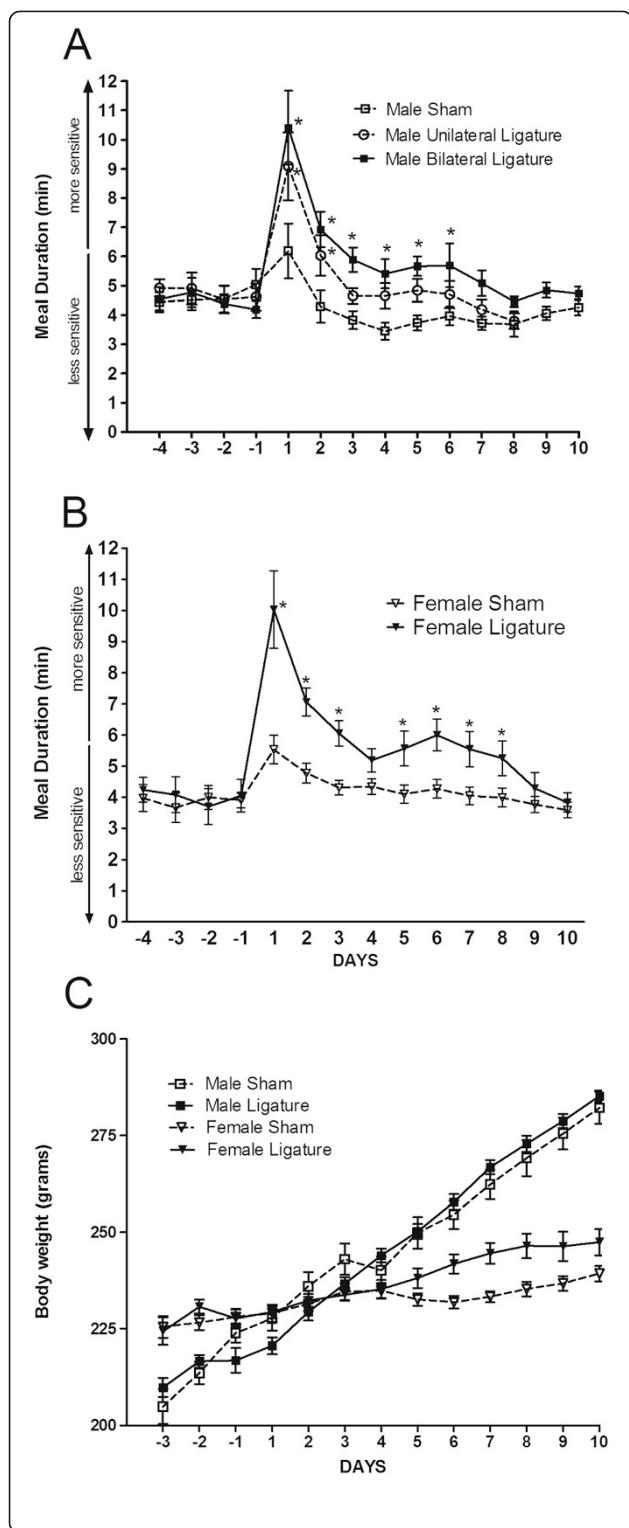 A
12
11
10
9
8
7
6
5
4
3
2
1
0
Meal Duration (min)
more sensitive
less sensitive
Male Sham
Male Unilateral Ligature
Male Bilateral Ligature
* * * * * * * *
-4 -3 -2 -1 1 2 3 4 5 6 7 8 9 10
B
12
11
10
9
8
7
6
5
4
3
2
1
0
Meal Duration (min)
more sensitive
less sensitive
Female Sham
Female Ligature
* * * * * * *
-4 -3 -2 -1 1 2 3 4 5 6 7 8 9 10
DAYS
C
300
275
250
225
200
Body weight (grams)
Male Sham
Male Ligature
Female Sham
Female Ligature
-3 -2 -1 1 2 3 4 5 6 7 8 9 10
DAYS